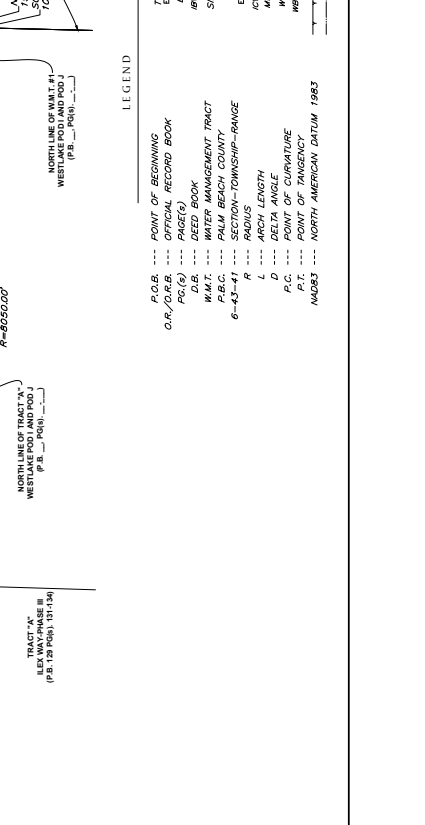 NORTH LINE OF W.M.T. #1
WESTLAKE POD I AND POD J
(P.B. __, PG(s). __-__)
R=8050.00'
NORTH LINE OF TRACT "A"
WESTLAKE POD I AND POD J
(P.B. __, PG(s). __-__)
TRACT "A"
ILEX WAY-PHASE III
(P.B. 129 PG(s). 131-134)
LEGEND
P.O.B. --- POINT OF BEGINNING
O.R./O.R.B. --- OFFICIAL RECORD BOOK
PG.(s) --- PAGE(s)
D.B. --- DEED BOOK
W.M.T. --- WATER MANAGEMENT TRACT
P.B.C. --- PALM BEACH COUNTY
6-43-41 --- SECTION-TOWNSHIP-RANGE
R --- RADIUS
L --- ARCH LENGTH
D --- DELTA ANGLE
P.C. --- POINT OF CURVATURE
P.T. --- POINT OF TANGENCY
NAD83 --- NORTH AMERICAN DATUM 1983